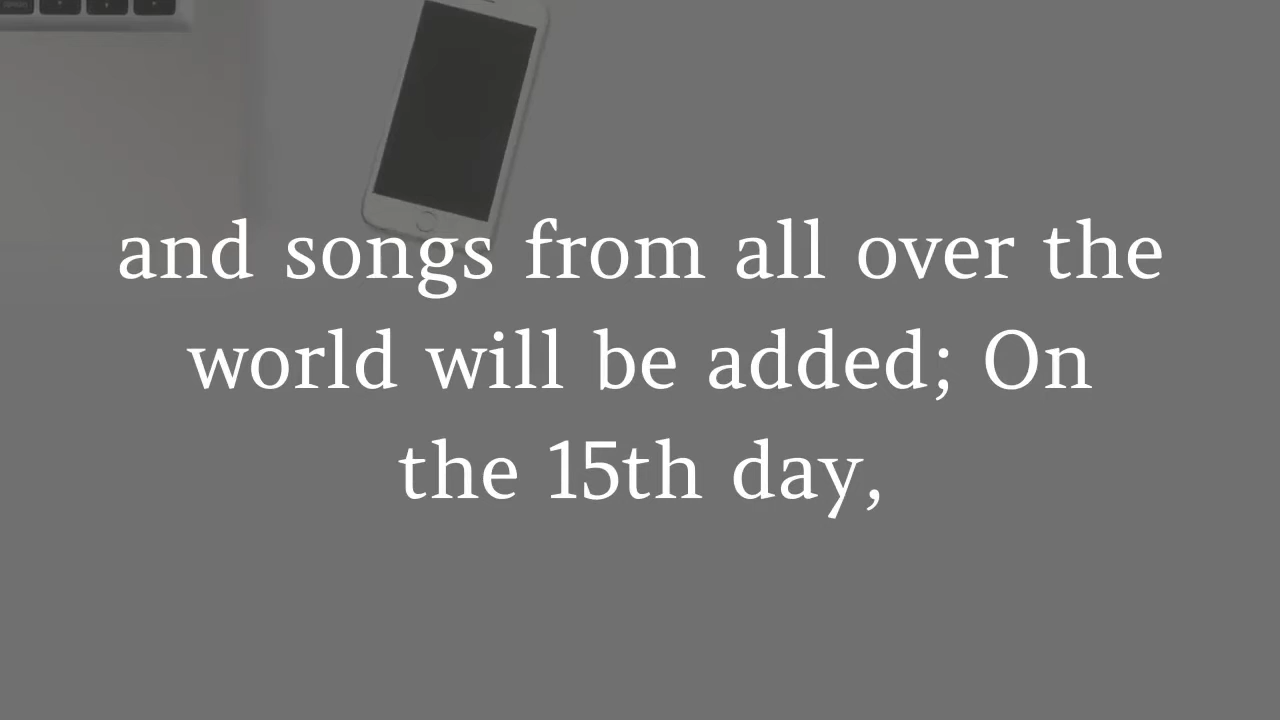 and songs from all over the
world will be added; On
the 15th day,